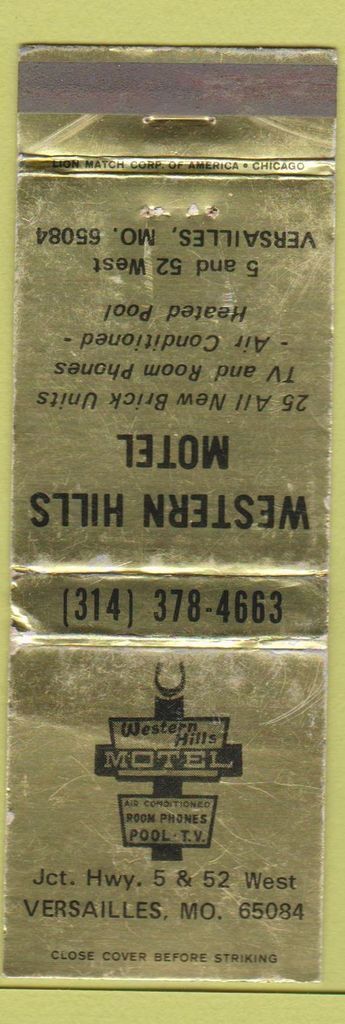 LION MATCH CORP. OF AMERICA • CHICAGO
WESTERN HILLS
MOTEL
25 All New Brick Units
TV and Room Phones
- Air Conditioned -
Heated Pool
5 and 52 West
VERSAILLES, MO. 65084
(314) 378-4663
Western
Hills
MOTEL
AIR CONDITIONED
ROOM PHONES
POOL - T.V.
Jct. Hwy. 5 & 52 West
VERSAILLES, MO. 65084
CLOSE COVER BEFORE STRIKING